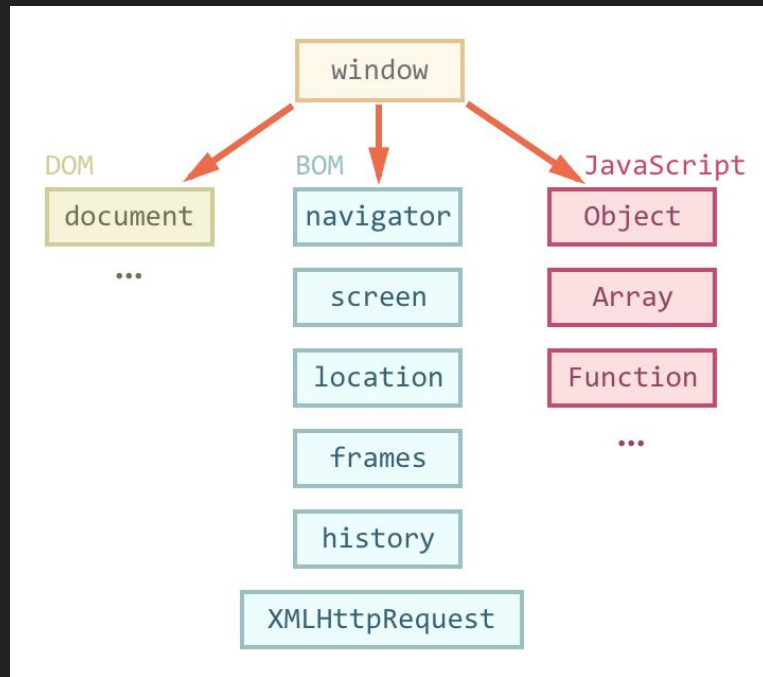 window
DOM
document
...
BOM
navigator
screen
location
frames
history
XMLHttpRequest
JavaScript
Object
Array
Function
...